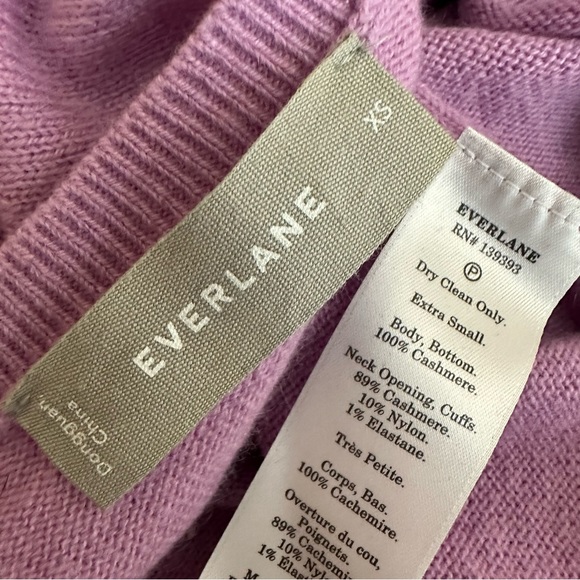 XS
EVERLANE
Dongguan,
China
EVERLANE
RN# 139393
P
Dry Clean Only.
Extra Small.
Body, Bottom.
100% Cashmere.
Neck Opening, Cuffs.
89% Cashmere.
10% Nylon.
1% Elastane.
Très Petite.
Corps, Bas.
100% Cachemire.
Overture du cou,
Poignets.
89% Cachemire
10% Nylon
1% Élastane